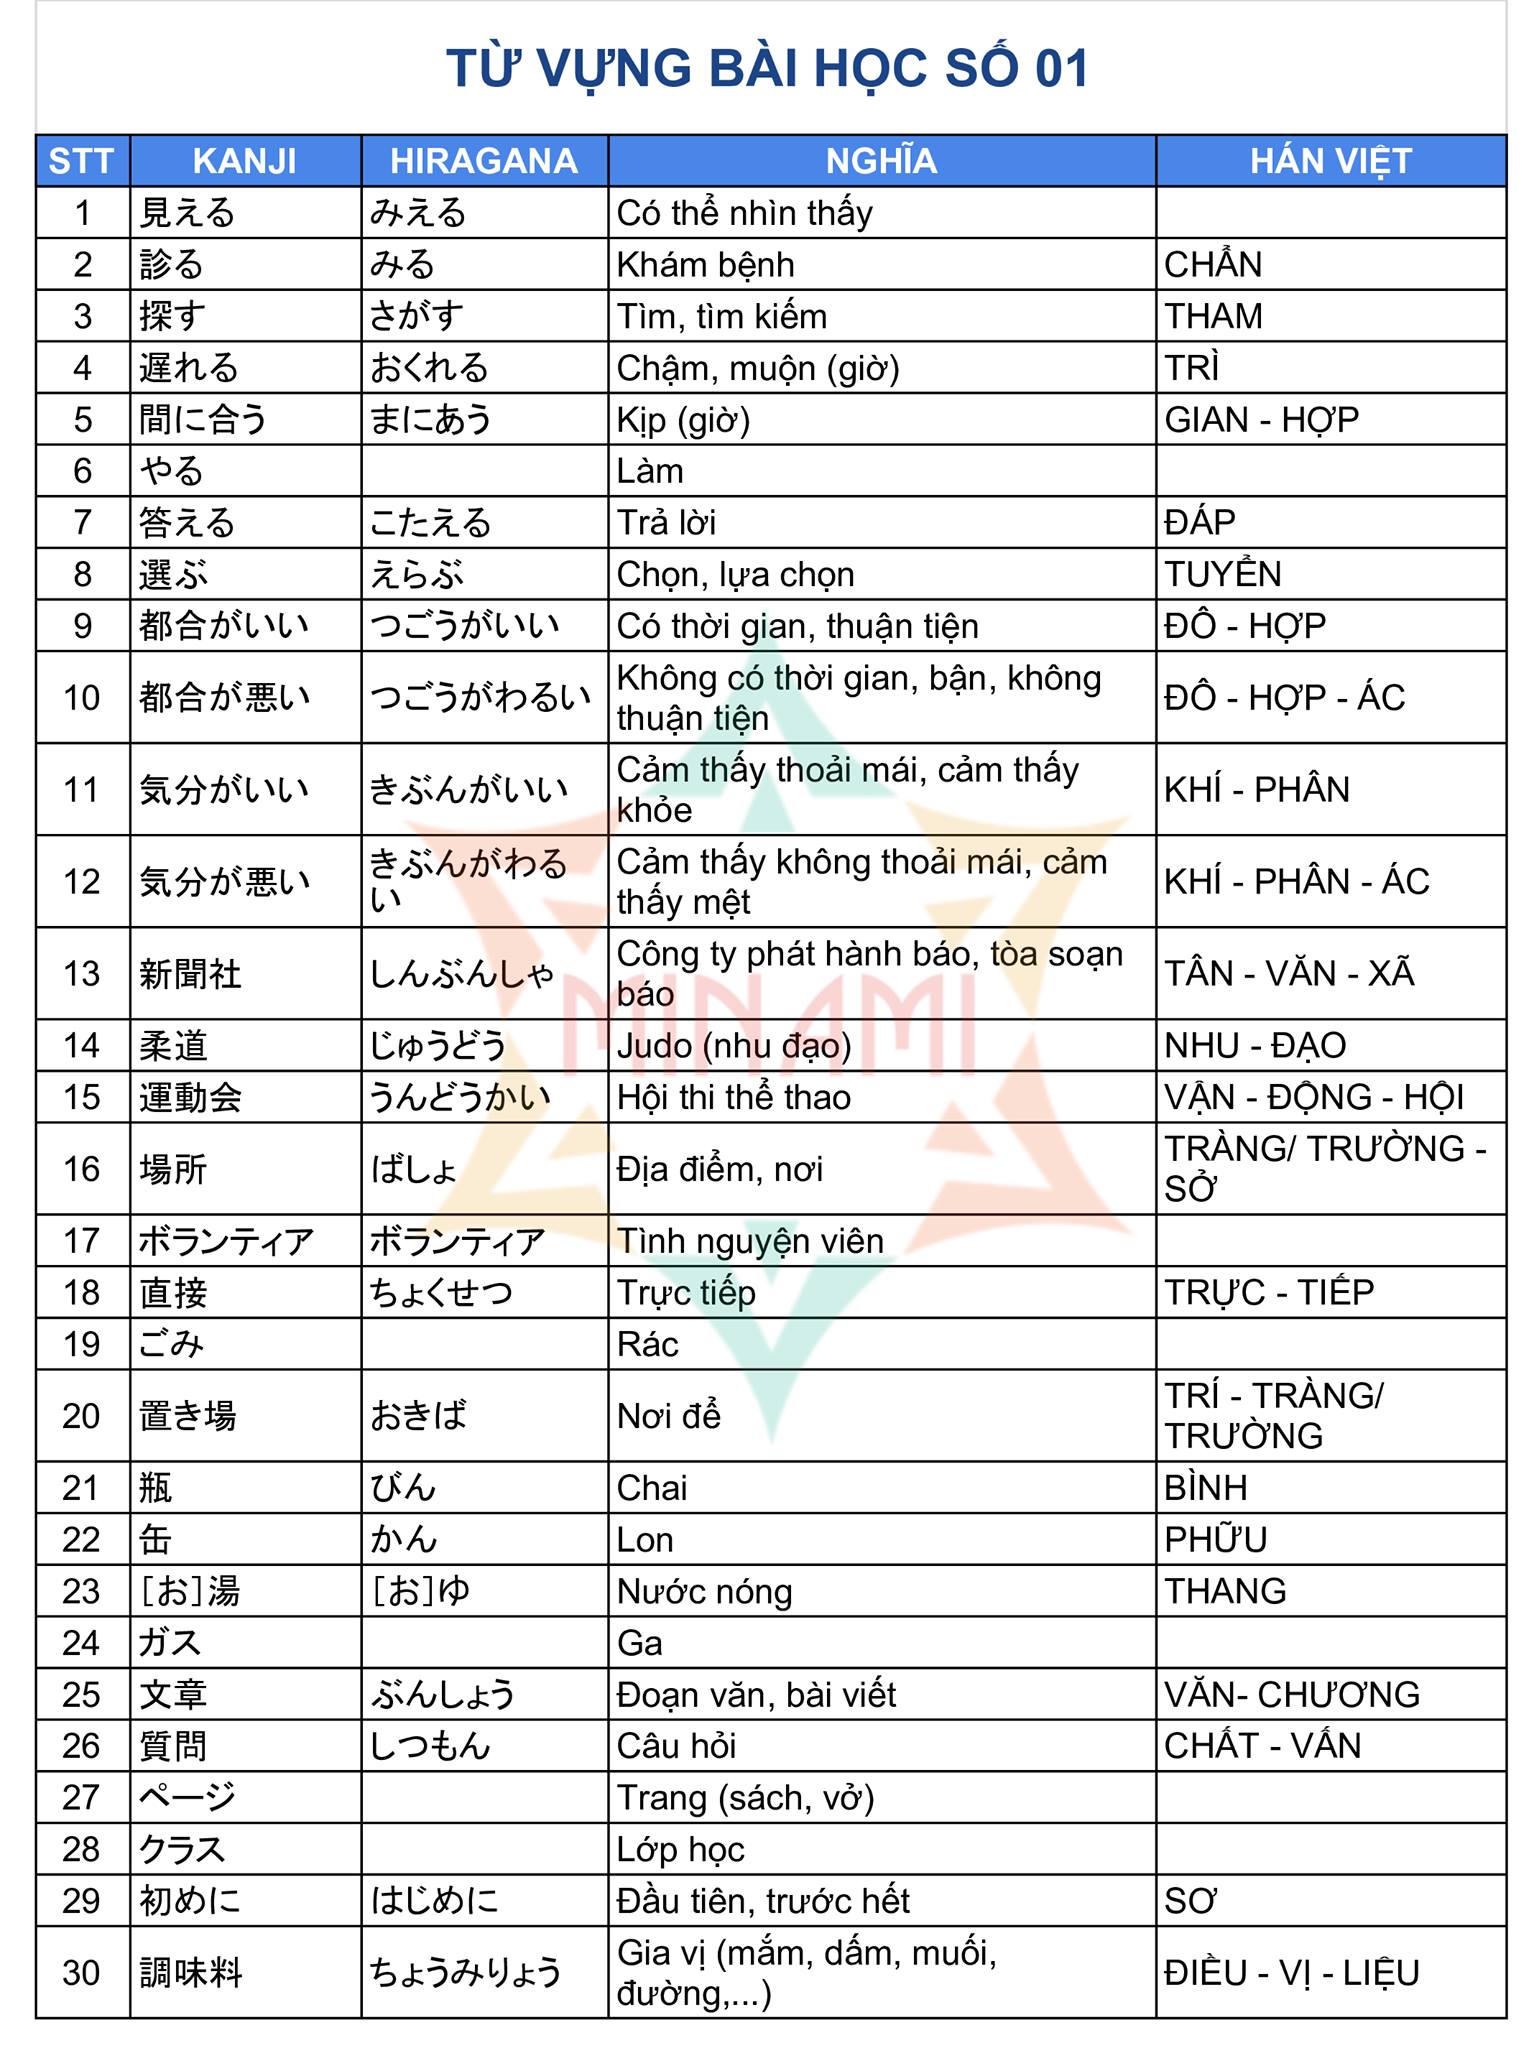 TỪ VỰNG BÀI HỌC SỐ 01
STT KANJI HIRAGANA NGHĨA HÁN VIỆT
1 見える みえる Có thể nhìn thấy
2 診る みる Khám bệnh CHẨN
3 探す さがす Tìm, tìm kiếm THAM
4 遅れる おくれる Chậm, muộn (giờ) TRÌ
5 間に合う まにあう Kịp (giờ) GIAN - HỢP
6 やる Làm
7 答える こたえる Trả lời ĐÁP
8 選ぶ えらぶ Chọn, lựa chọn TUYỂN
9 都合がいい つごうがいい Có thời gian, thuận tiện ĐÔ - HỢP
10 都合が悪い つごうがわるい Không có thời gian, bận, không
thuận tiện ĐÔ - HỢP - ÁC
11 気分がいい きぶんがいい Cảm thấy thoải mái, cảm thấy
khỏe KHÍ - PHÂN
12 気分が悪い きぶんがわる
い Cảm thấy không thoải mái, cảm
thấy mệt KHÍ - PHÂN - ÁC
13 新聞社 しんぶんしゃ Công ty phát hành báo, tòa soạn
báo TÂN - VĂN - XÃ
MINAMI
14 柔道 じゅうどう Judo (nhu đạo) NHU - ĐẠO
15 運動会 うんどうかい Hội thi thể thao VẬN - ĐỘNG - HỘI
16 場所 ばしょ Địa điểm, nơi TRÀNG/ TRƯỜNG -
SỞ
17 ボランティア ボランティア Tình nguyện viên
18 直接 ちょくせつ Trực tiếp TRỰC - TIẾP
19 ごみ Rác
20 置き場 おきば Nơi để TRÍ - TRÀNG/
TRƯỜNG
21 瓶 びん Chai BÌNH
22 缶 かん Lon PHỮU
23 [お]湯 [お]ゆ Nước nóng THANG
24 ガス Ga
25 文章 ぶんしょう Đoạn văn, bài viết VĂN- CHƯƠNG
26 質問 しつもん Câu hỏi CHẤT - VẤN
27 ページ Trang (sách, vở)
28 クラス Lớp học
29 初めに はじめに Đầu tiên, trước hết SƠ
30 調味料 ちょうみりょう Gia vị (mắm, dấm, muối,
đường,...) ĐIỀU - VỊ - LIỆU